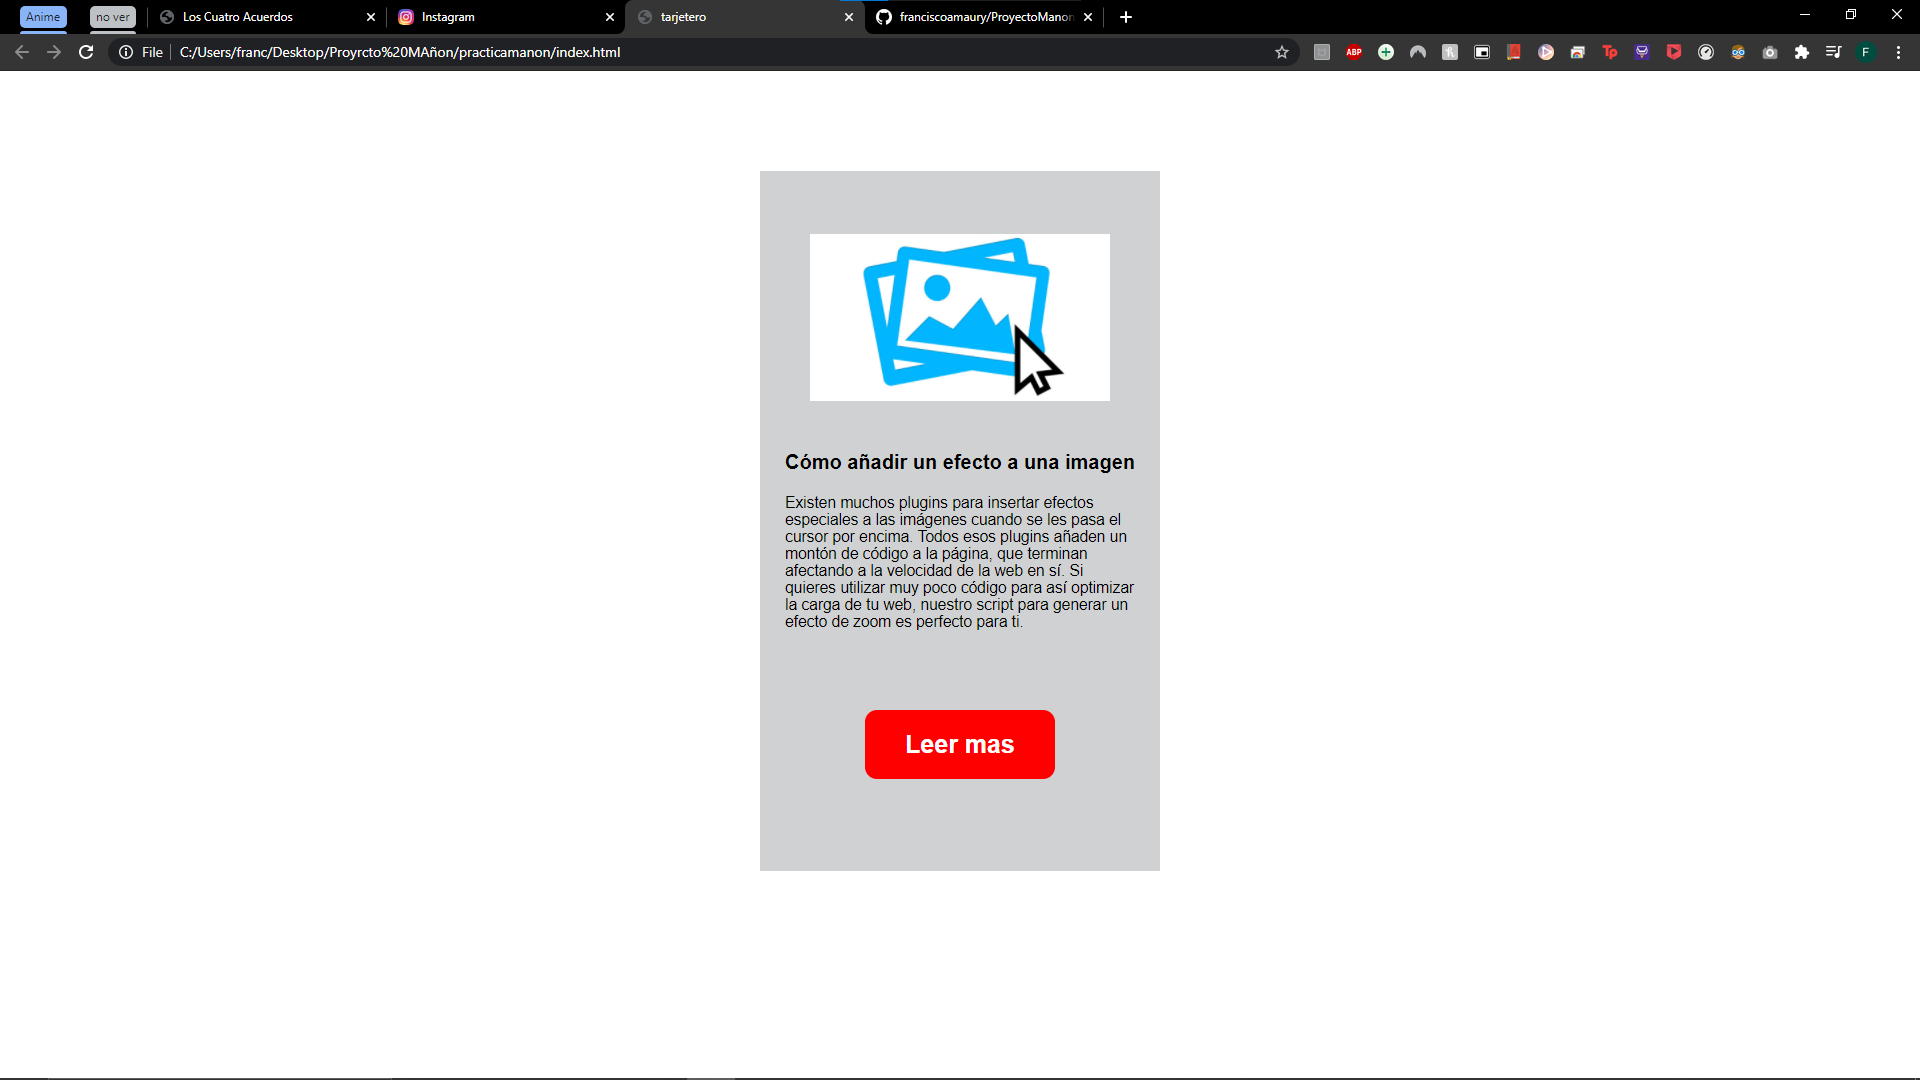 Anime
no ver
Los Cuatro Acuerdos
Instagram
tarjetero
franciscoamaury/ProyectoManon
File
C:/Users/franc/Desktop/Proyrcto%20MAñon/practicamanon/index.html
ABP
Tp
F
Cómo añadir un efecto a una imagen
Existen muchos plugins para insertar efectos
especiales a las imágenes cuando se les pasa el
cursor por encima. Todos esos plugins añaden un
montón de código a la página, que terminan
afectando a la velocidad de la web en sí. Si
quieres utilizar muy poco código para así optimizar
la carga de tu web, nuestro script para generar un
efecto de zoom es perfecto para ti.
Leer mas